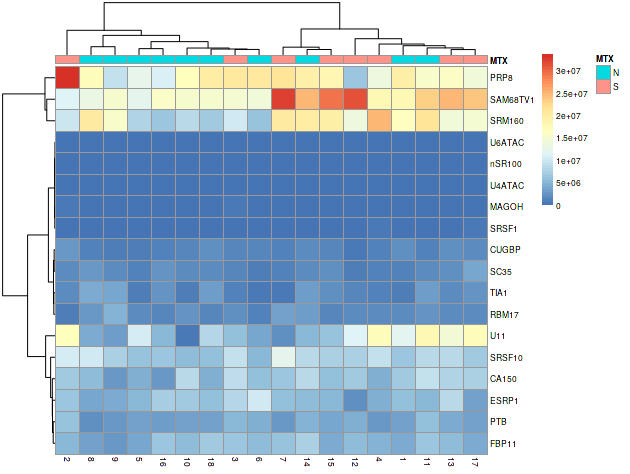 MTX
PRP8
SAM68TV1
SRM160
U6ATAC
nSR100
U4ATAC
MAGOH
SRSF1
CUGBP
SC35
TIA1
RBM17
U11
SRSF10
CA150
ESRP1
PTB
FBP11
2 8 9 5 16 10 18 3 6 7 14 15 12 4 1 11 13 17
3e+07
2.5e+07
2e+07
1.5e+07
1e+07
5e+06
0
MTX
N
S